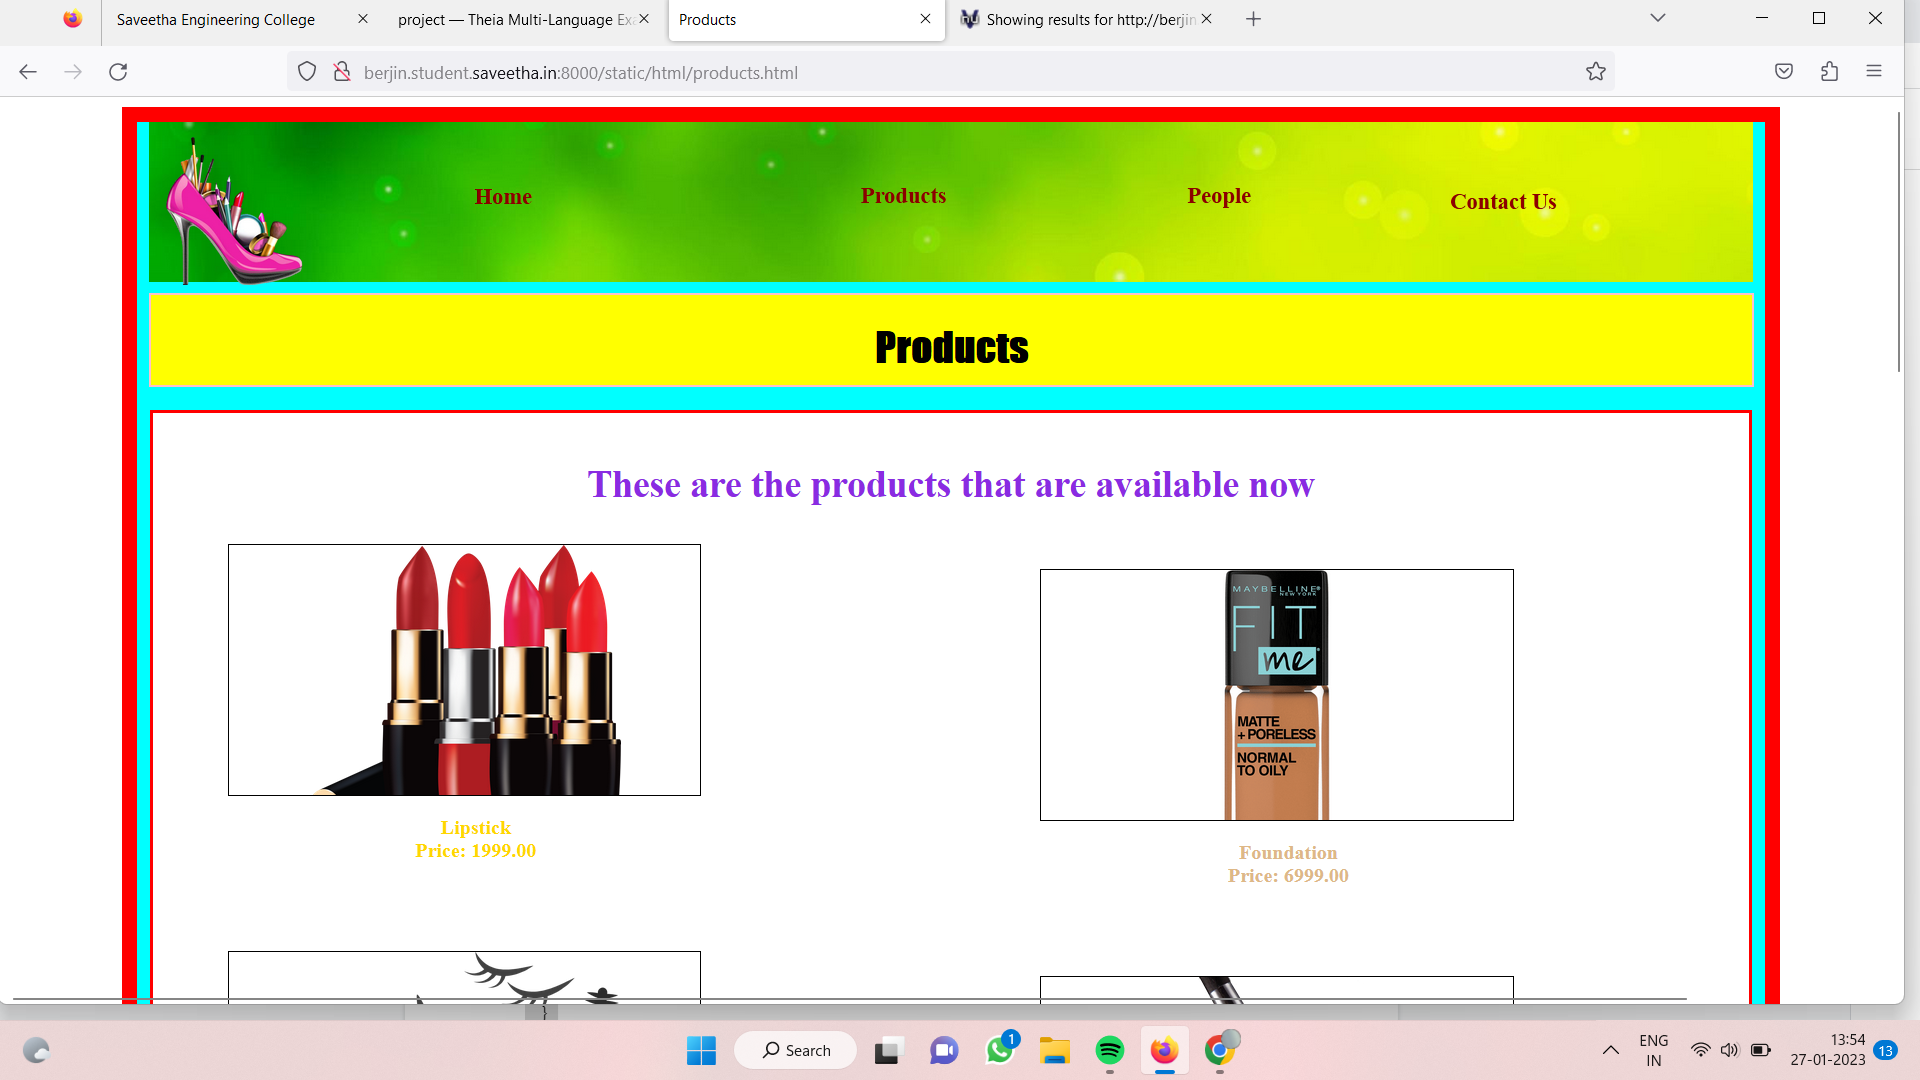 Saveetha Engineering College
project — Theia Multi-Language Exa
Products
Showing results for http://berjin
berjin.student.saveetha.in:8000/static/html/products.html
Home
Products
People
Contact Us
Products
These are the products that are available now
MAYBELLINE
NEW YORK
FIT
me
MATTE
+ PORELESS
NORMAL
TO OILY
Lipstick
Price: 1999.00
Foundation
Price: 6999.00
}
Search
1
ENG
IN
13:54
27-01-2023
13